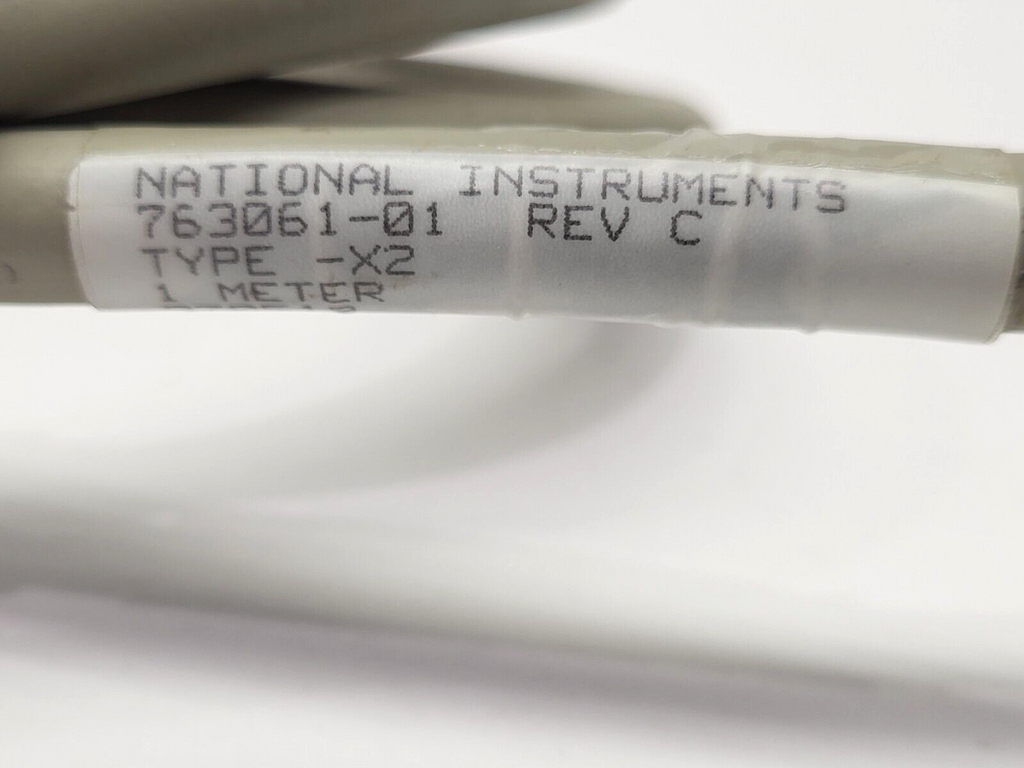 NATIONAL INSTRUMENTS
763061-01 REV C
TYPE -X2
1 METER